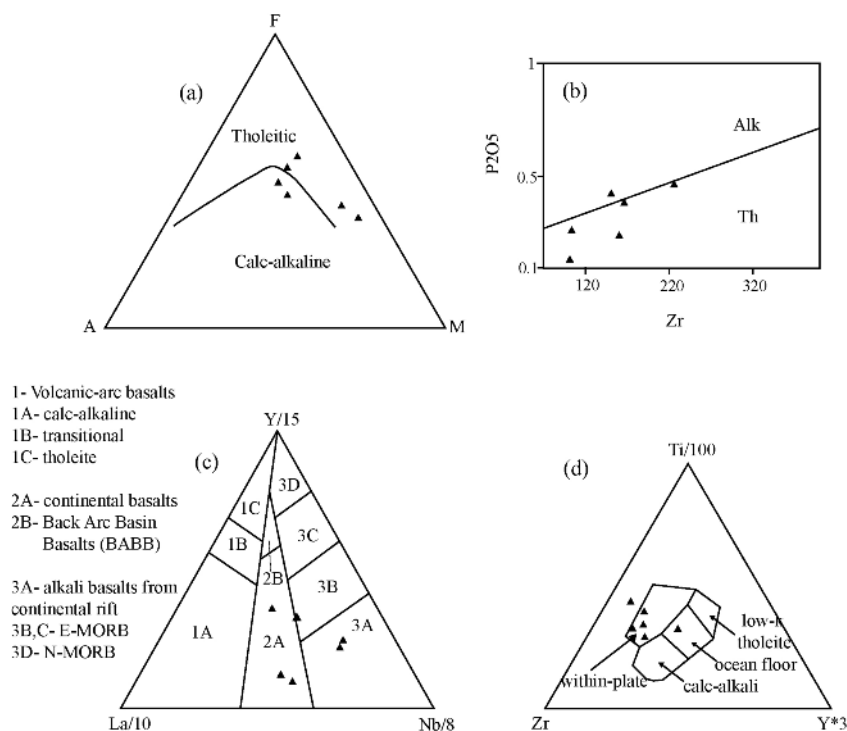 F
(a)
Tholeitic
Calc-alkaline
A
M
1
(b)
Alk
P2O5
0.5
Th
0.1
120
220
320
Zr
1- Volcanic-arc basalts
1A- calc-alkaline
1B- transitional
1C- tholeite
2A- continental basalts
2B- Back Arc Basin
Basalts (BABB)
3A- alkali basalts from
continental rift
3B,C- E-MORB
3D- N-MORB
Y/15
(c)
3D
1C
3C
1B
2B
3B
3A
1A
2A
La/10
Nb/8
Ti/100
(d)
low-k
tholeite
ocean floor
within-plate
calc-alkali
Zr
Y*3